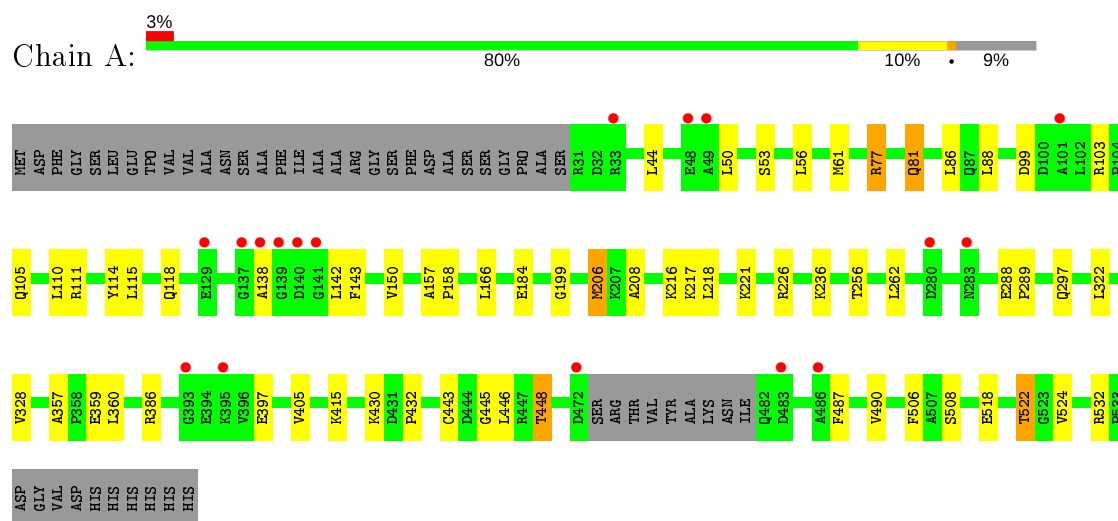 3%
Chain A:
80% 10% • 9%
MET ASP PHE GLY SER LEU GLU TPO VAL VAL ALA ASN SER ALA PHE ILE ALA ALA ARG GLY SER PHE ASP ALA SER SER GLY PRO ALA SER R31 D32 R33 L44 E48 A49 L50 S53 L56 M61 R77 Q81 L86 Q87 L88 D99 D100 A101 L102 R103
Q105 L110 R111 Y114 L115 Q118 E129 G137 A138 G139 D140 G141 L142 F143 V150 A157 P158 L166 E184 G199 M206 K207 A208 K216 K217 L218 K221 R226 K236 T256 L262 D280 N283 E288 P289 Q297 L322
V328 A357 P358 E359 L360 R386 G393 E394 K395 V396 E397 V405 K415 K430 D431 P432 C443 D444 G445 L446 R447 T448 D472 SER ARG THR VAL TYR ALA LYS ASN ILE Q482 D483 A486 F487 V490 F506 A507 S508 E518 T522 G523 V524 R532
ASP GLY VAL ASP HIS HIS HIS HIS HIS HIS